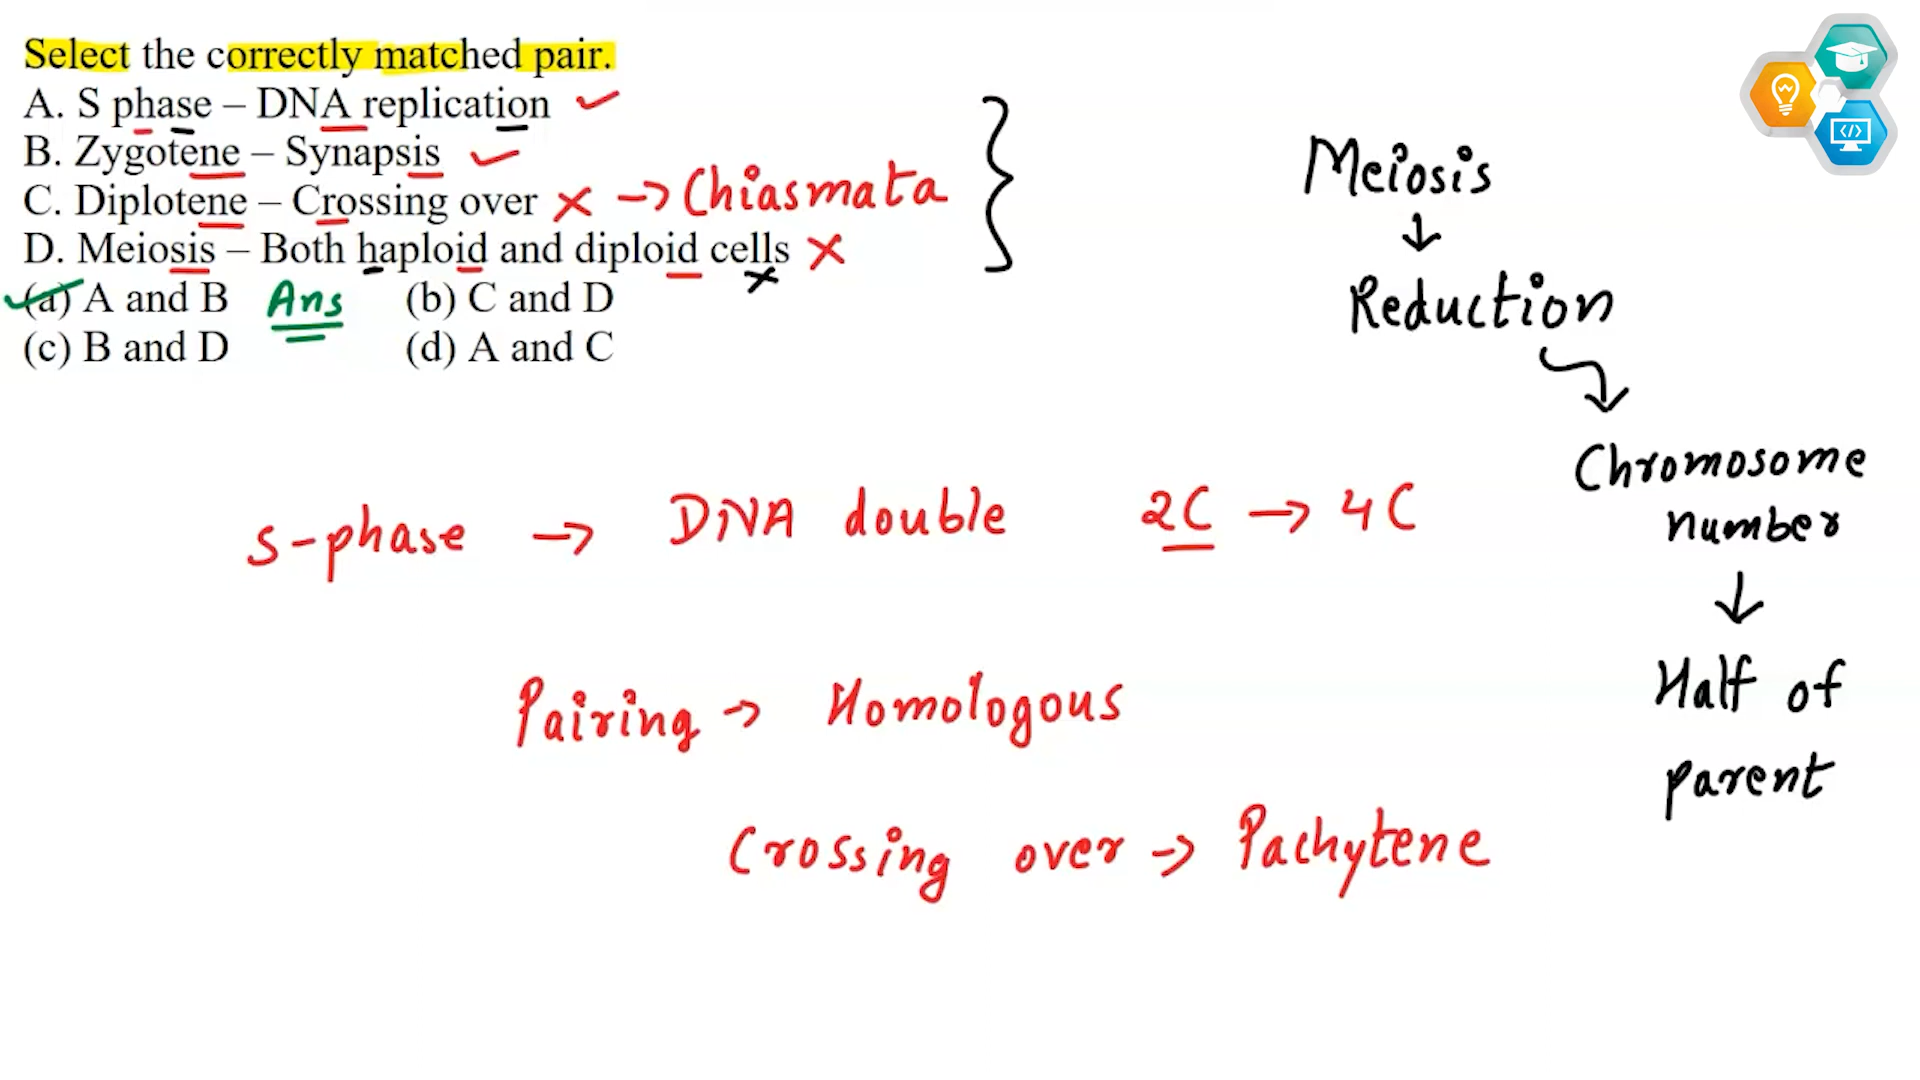 Select the correctly matched pair.
A. S phase – DNA replication
B. Zygotene – Synapsis
C. Diplotene – Crossing over × → Chiasmata
D. Meiosis – Both haploid and diploid cells ×
(a) A and B Ans (b) C and D
(c) B and D (d) A and C
Meiosis
↓
Reduction
Chromosome
number
↓
Half of
parent
S-phase → DNA double 2C → 4C
Pairing → Homologous
Crossing over → Pachytene